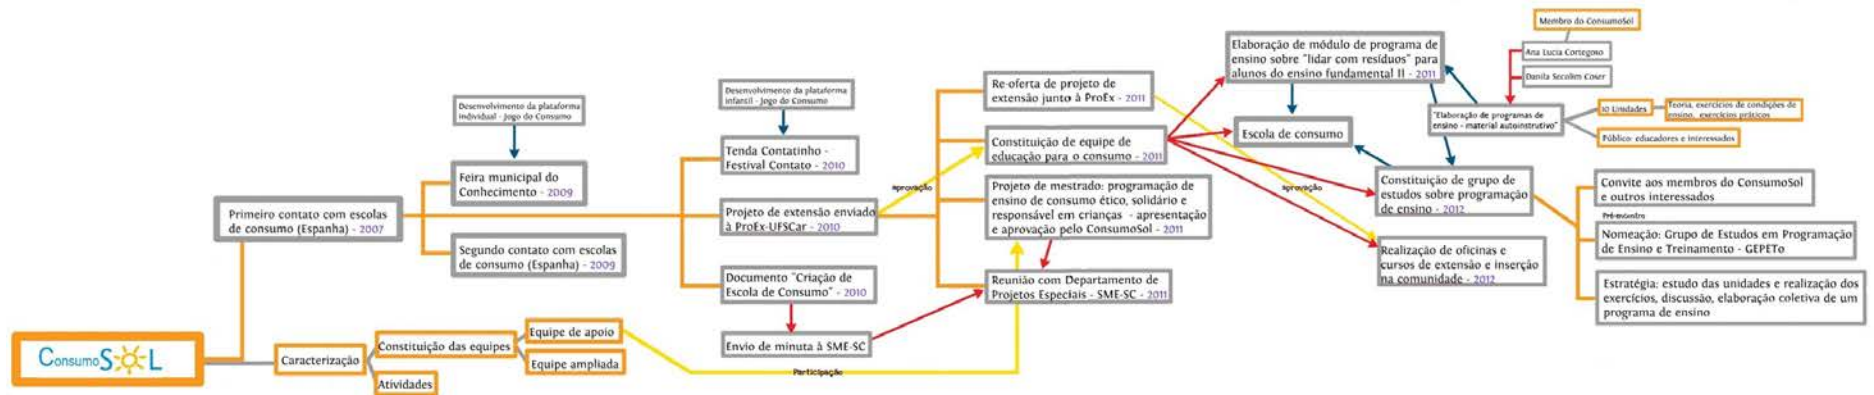 ConsumoSOL
Caracterização
Constituição das equipes
Atividades
Equipe de apoio
Equipe ampliada
Participação
Primeiro contato com escolas
de consumo (Espanha) - 2007
Desenvolvimento da plataforma
individual - Jogo do Consumo
Feira municipal do
Conhecimento - 2009
Segundo contato com escolas
de consumo (Espanha) - 2009
Desenvolvimento da plataforma
infantil - Jogo do Consumo
Tenda Contatinho -
Festival Contato - 2010
Projeto de extensão enviado
à ProEx-UFSCar - 2010
Documento "Criação de
Escola de Consumo" - 2010
Envio de minuta à SME-SC
aprovação
Re-oferta de projeto de
extensão junto à ProEx - 2011
Constituição de equipe de
educação para o consumo - 2011
Projeto de mestrado: programação de
ensino de consumo ético, solidário e
responsável em crianças - apresentação
e aprovação pelo ConsumoSol - 2011
Reunião com Departamento de
Projetos Especiais - SME-SC - 2011
aprovação
Elaboração de módulo de programa de
ensino sobre "lidar com resíduos" para
alunos do ensino fundamental II - 2011
Escola de consumo
Constituição de grupo de
estudos sobre programação
de ensino - 2012
Realização de oficinas e
cursos de extensão e inserção
na comunidade - 2012
Membro do ConsumoSol
Ana Lucia Cortegoso
Danila Secolim Coser
"Elaboração de programas de
ensino - material autoinstrutivo"
10 Unidades
Teoria, exercícios de condições de
ensino, exercícios práticos
Público: educadores e interessados
Convite aos membros do ConsumoSol
e outros interessados
Pré-encontro
Nomeação: Grupo de Estudos em Programação
de Ensino e Treinamento - GEPETo
Estratégia: estudo das unidades e realização dos
exercícios, discussão, elaboração coletiva de um
programa de ensino